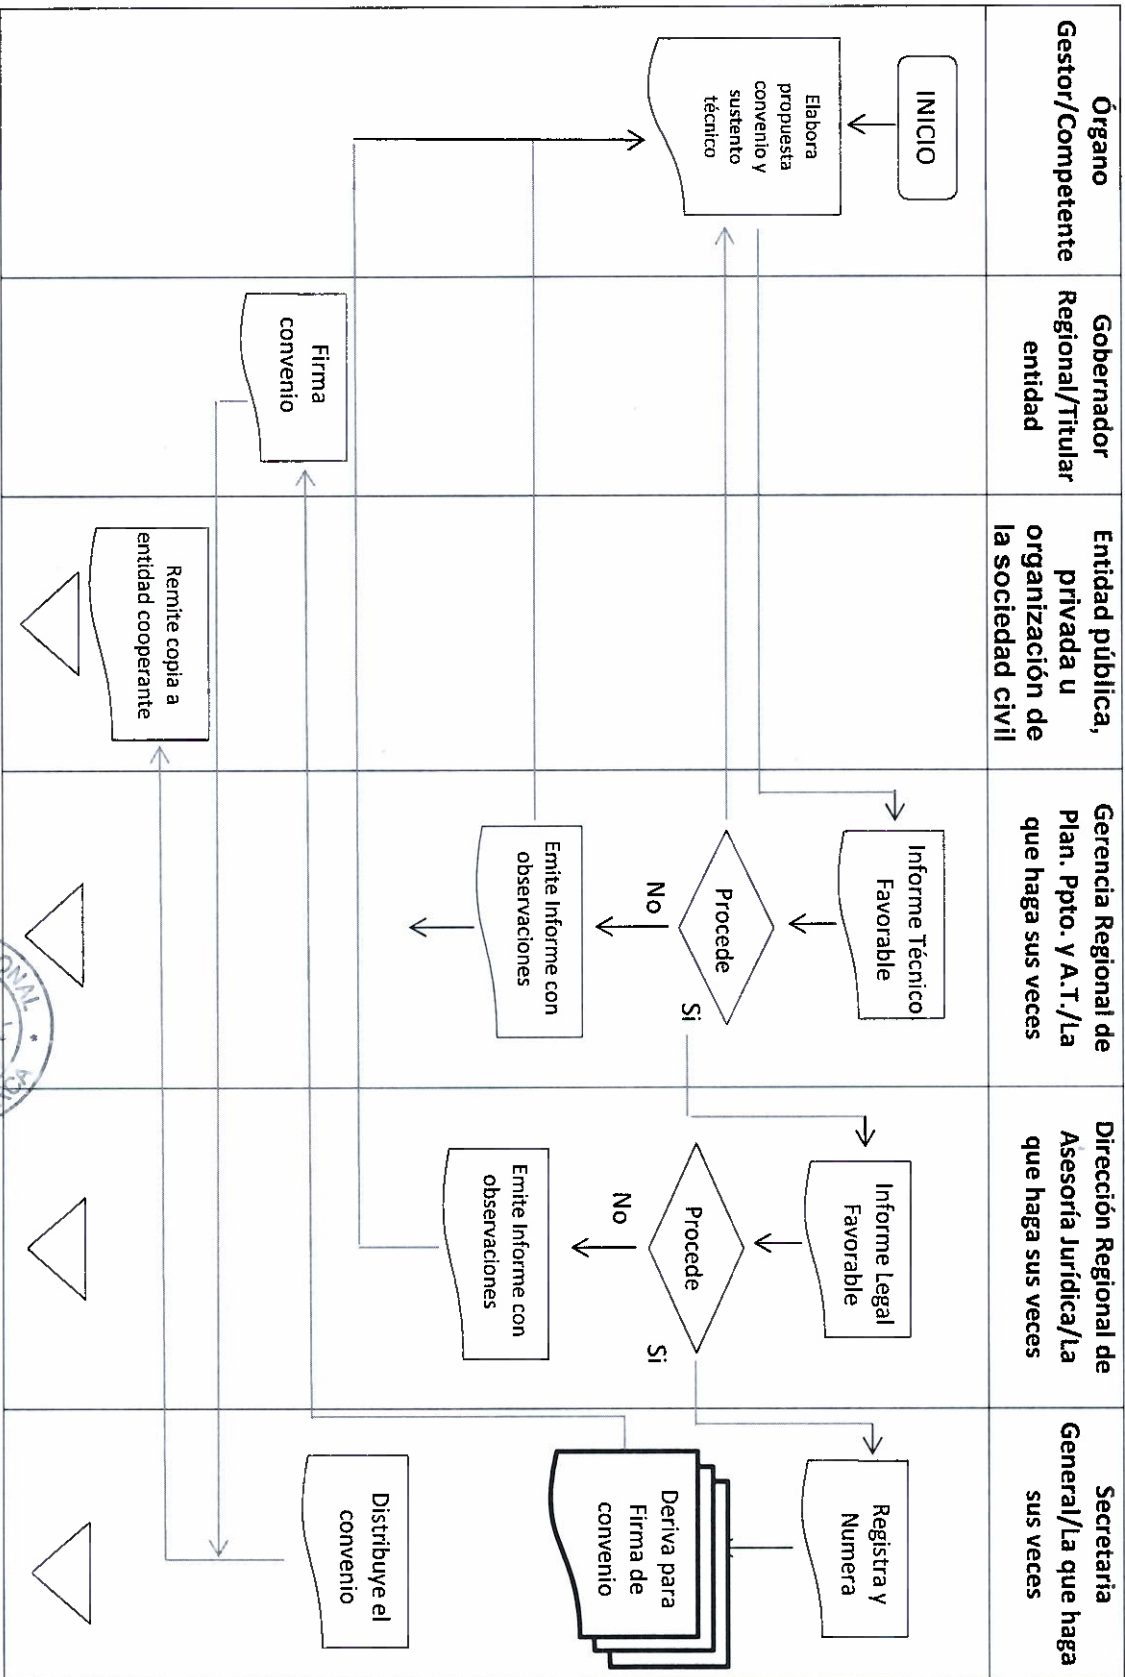 Órgano
Gestor/Competente
Gobernador
Regional/Titular
entidad
Entidad pública,
privada u
organización de
la sociedad civil
Gerencia Regional de
Plan. Ppto. y A.T./La
que haga sus veces
Dirección Regional de
Asesoría Jurídica/La
que haga sus veces
Secretaria
General/La que haga
sus veces
INICIO
Elabora
propuesta
convenio y
sustento
técnico
Informe Técnico
Favorable
Procede
No
Si
Emite Informe con
observaciones
Informe Legal
Favorable
Procede
No
Si
Emite Informe con
observaciones
Registra y
Numera
Deriva para
Firma de
convenio
Firma
convenio
Distribuye el
convenio
Remite copia a
entidad cooperante